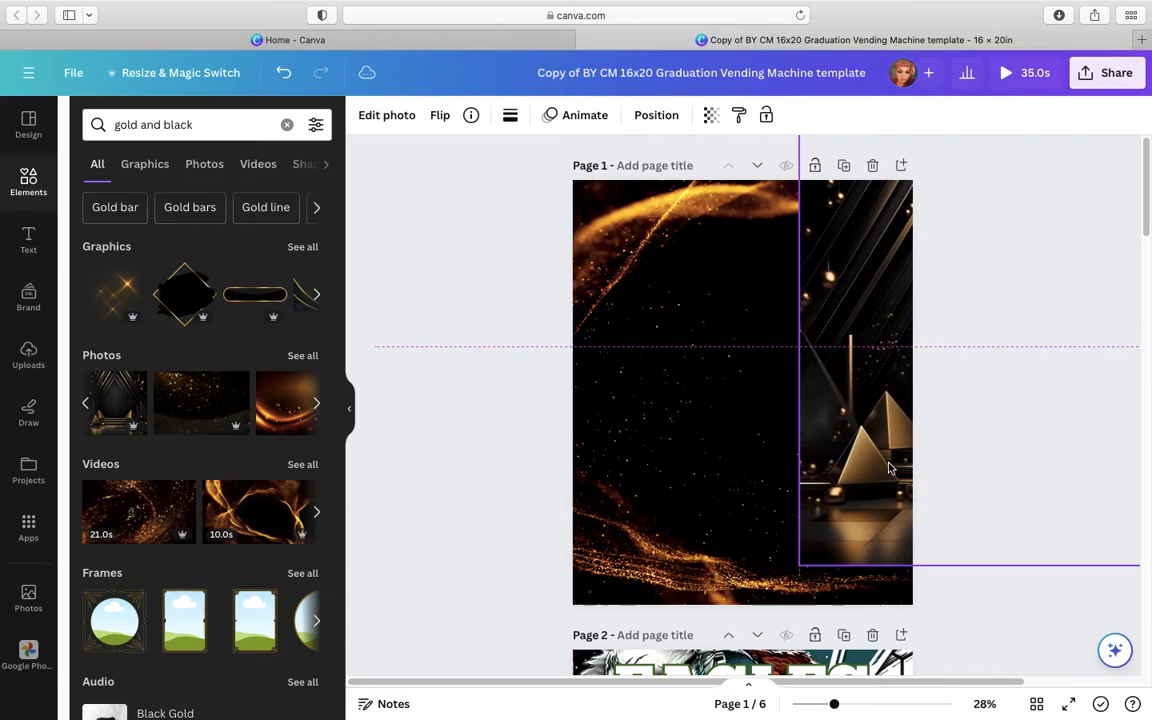 canva.com
Home - Canva
Copy of BY CM 16x20 Graduation Vending Machine template - 16 × 20in
File
Resize & Magic Switch
Copy of BY CM 16x20 Graduation Vending Machine template
35.0s
Share
Design
Elements
Text
Brand
Uploads
Draw
Projects
Apps
Photos
Google Pho...
gold and black
All
Graphics
Photos
Videos
Gold bar
Gold bars
Gold line
Graphics
See all
Photos
See all
Videos
See all
21.0s
10.0s
Frames
See all
Audio
See all
Black Gold
Edit photo
Flip
Animate
Position
Page 1 - Add page title
Page 2 - Add page title
Notes
Page 1 / 6
28%